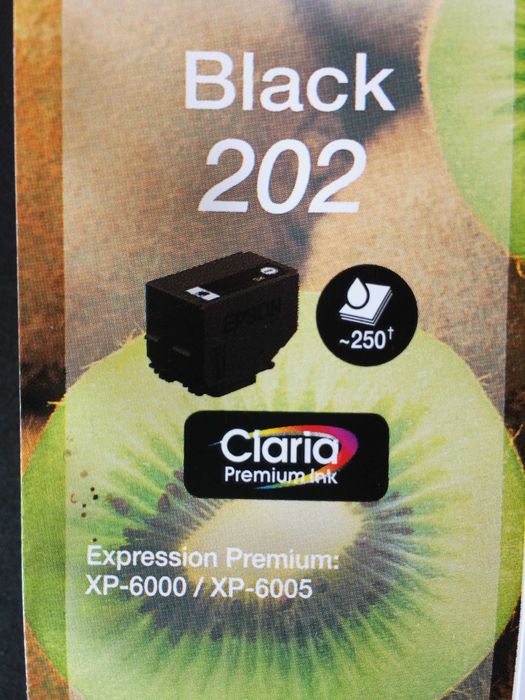 Black
202
EPSON
~250†
Claria
Premium Ink
Expression Premium:
XP-6000 / XP-6005